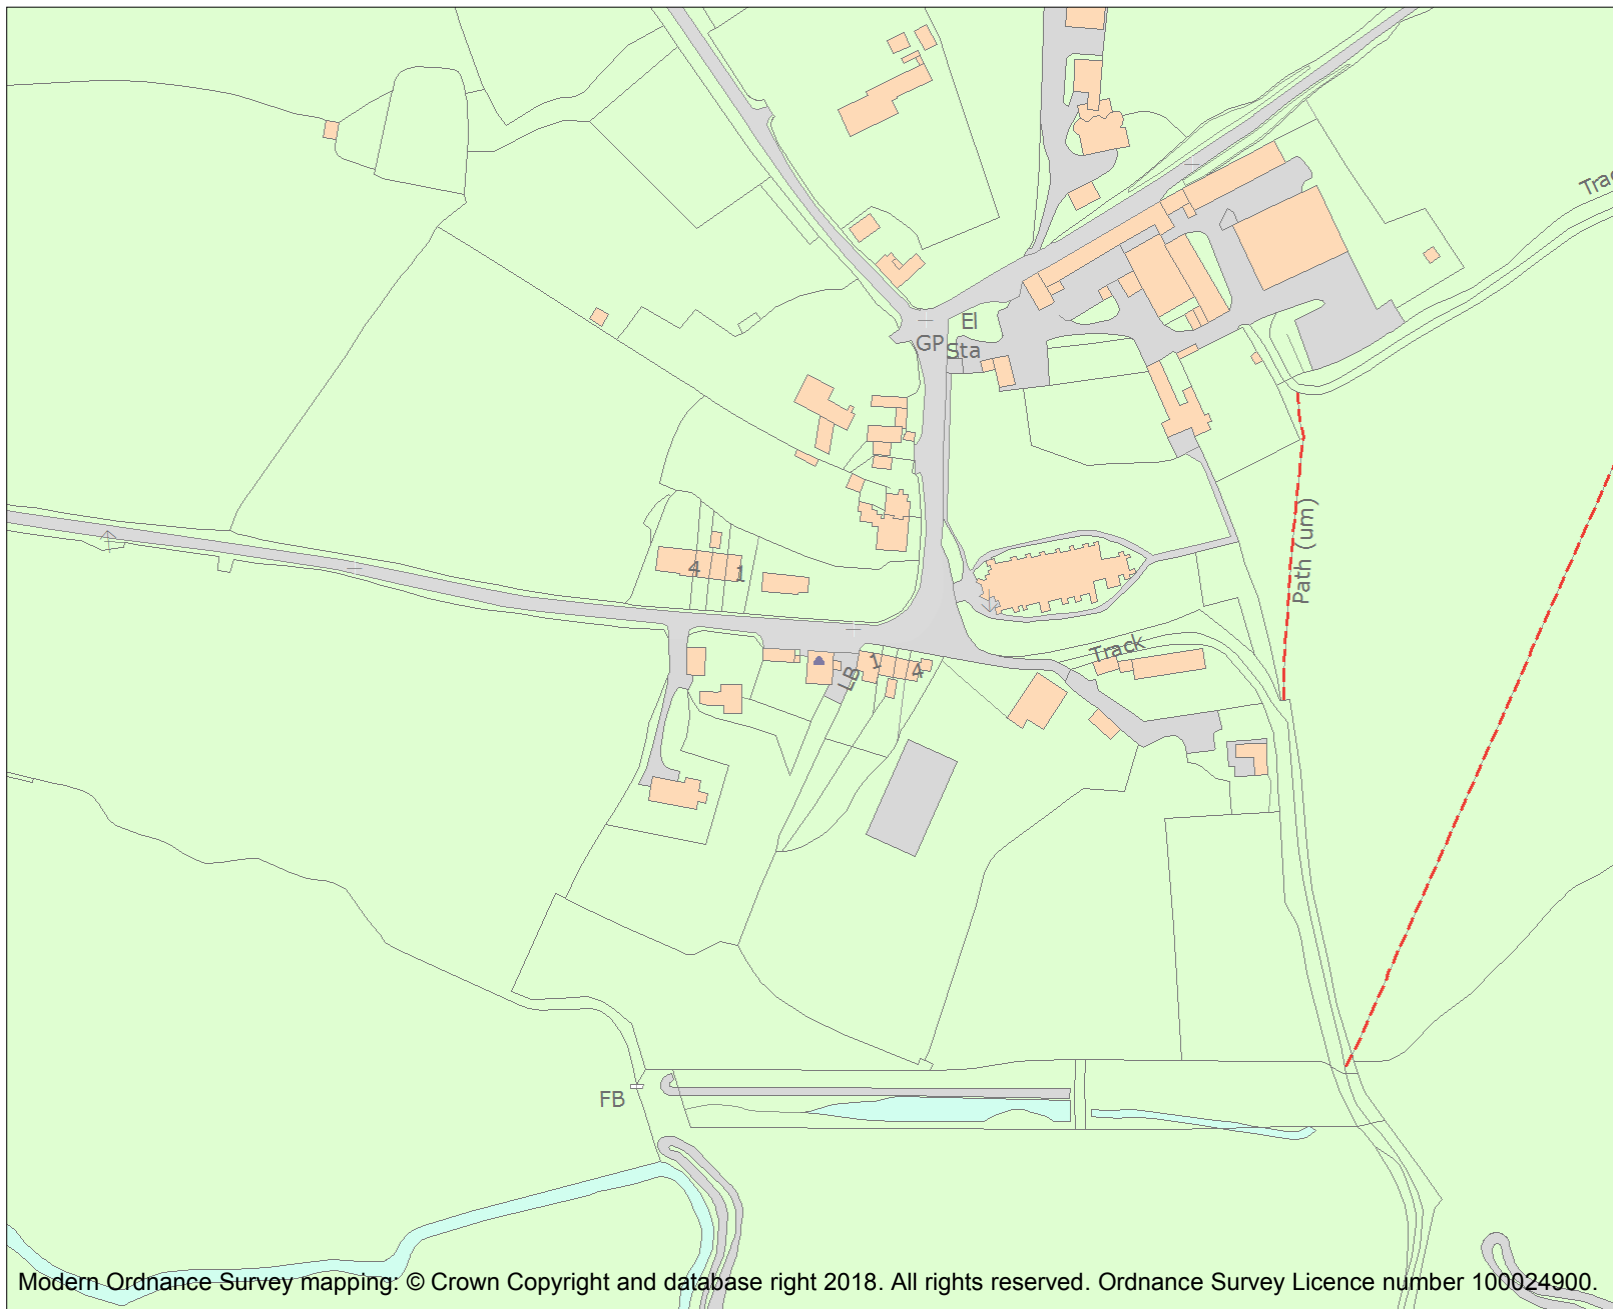 Trac
El
GP
Sta
Path (um)
4
1
Track
1
4
LB
FB
Modern Ordnance Survey mapping: © Crown Copyright and database right 2018. All rights reserved. Ordnance Survey Licence number 100024900.